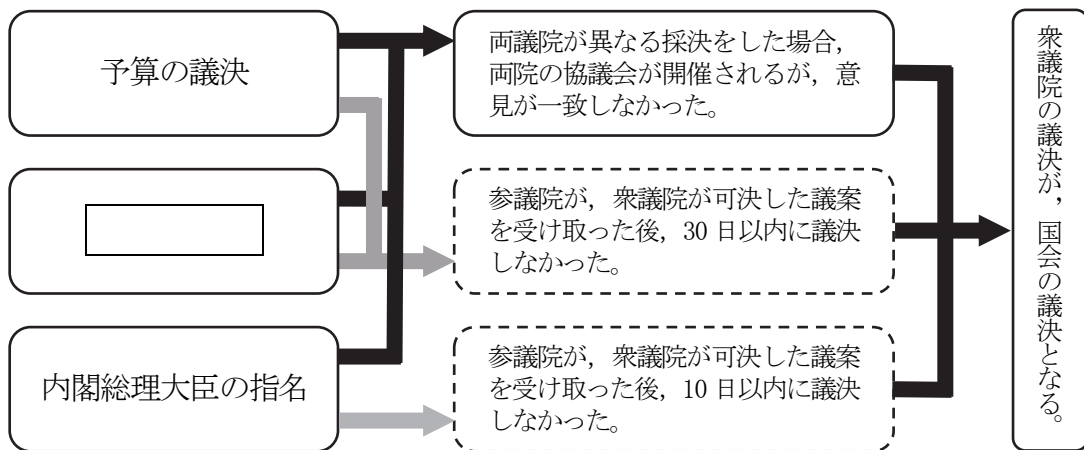 予算の議決
内閣総理大臣の指名
両議院が異なる採決をした場合，
両院の協議会が開催されるが，意
見が一致しなかった。
参議院が，衆議院が可決した議案
を受け取った後，30 日以内に議決
しなかった。
参議院が，衆議院が可決した議案
を受け取った後，10 日以内に議決
しなかった。
衆議院の議決が，国会の議決となる。